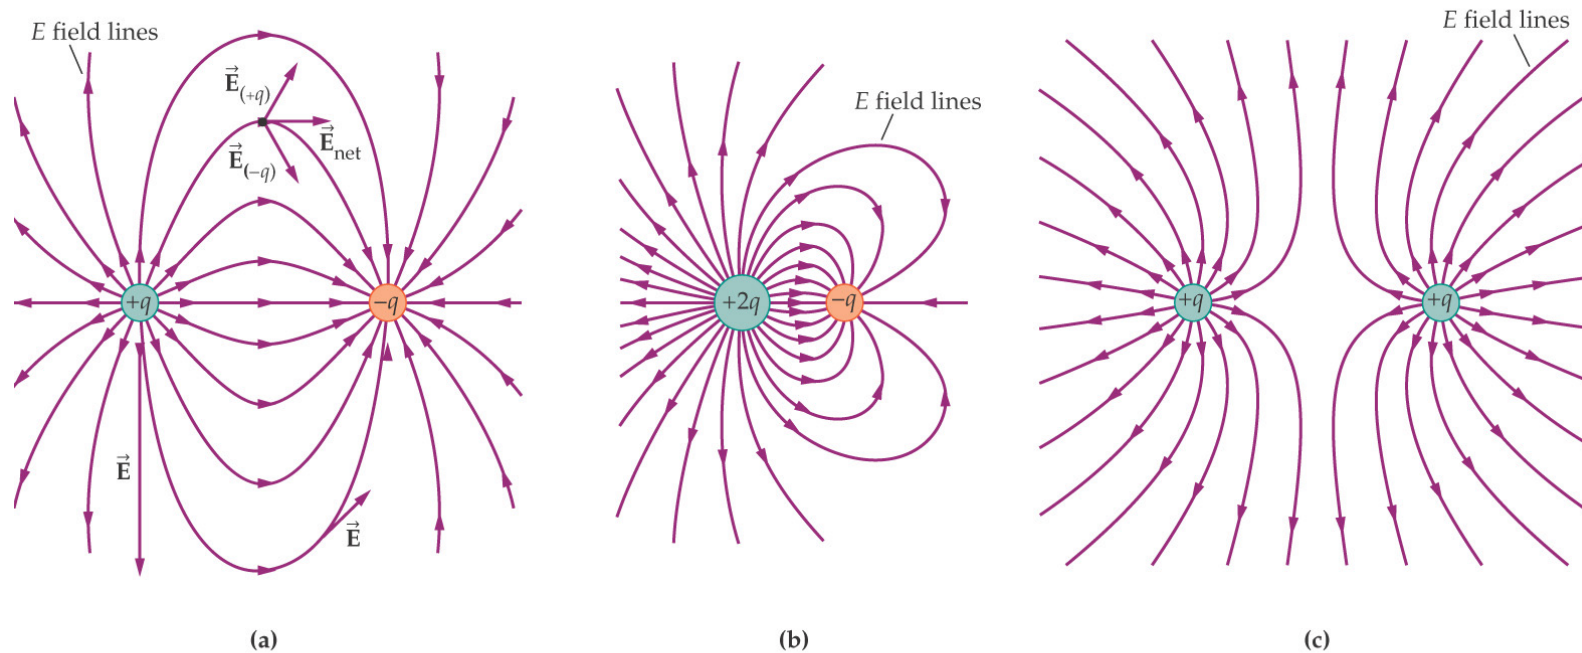 E field lines
E⃗(+q)
E⃗net
E⃗(−q)
+q
−q
E⃗
E⃗
(a)
E field lines
+2q
−q
(b)
E field lines
+q
+q
(c)